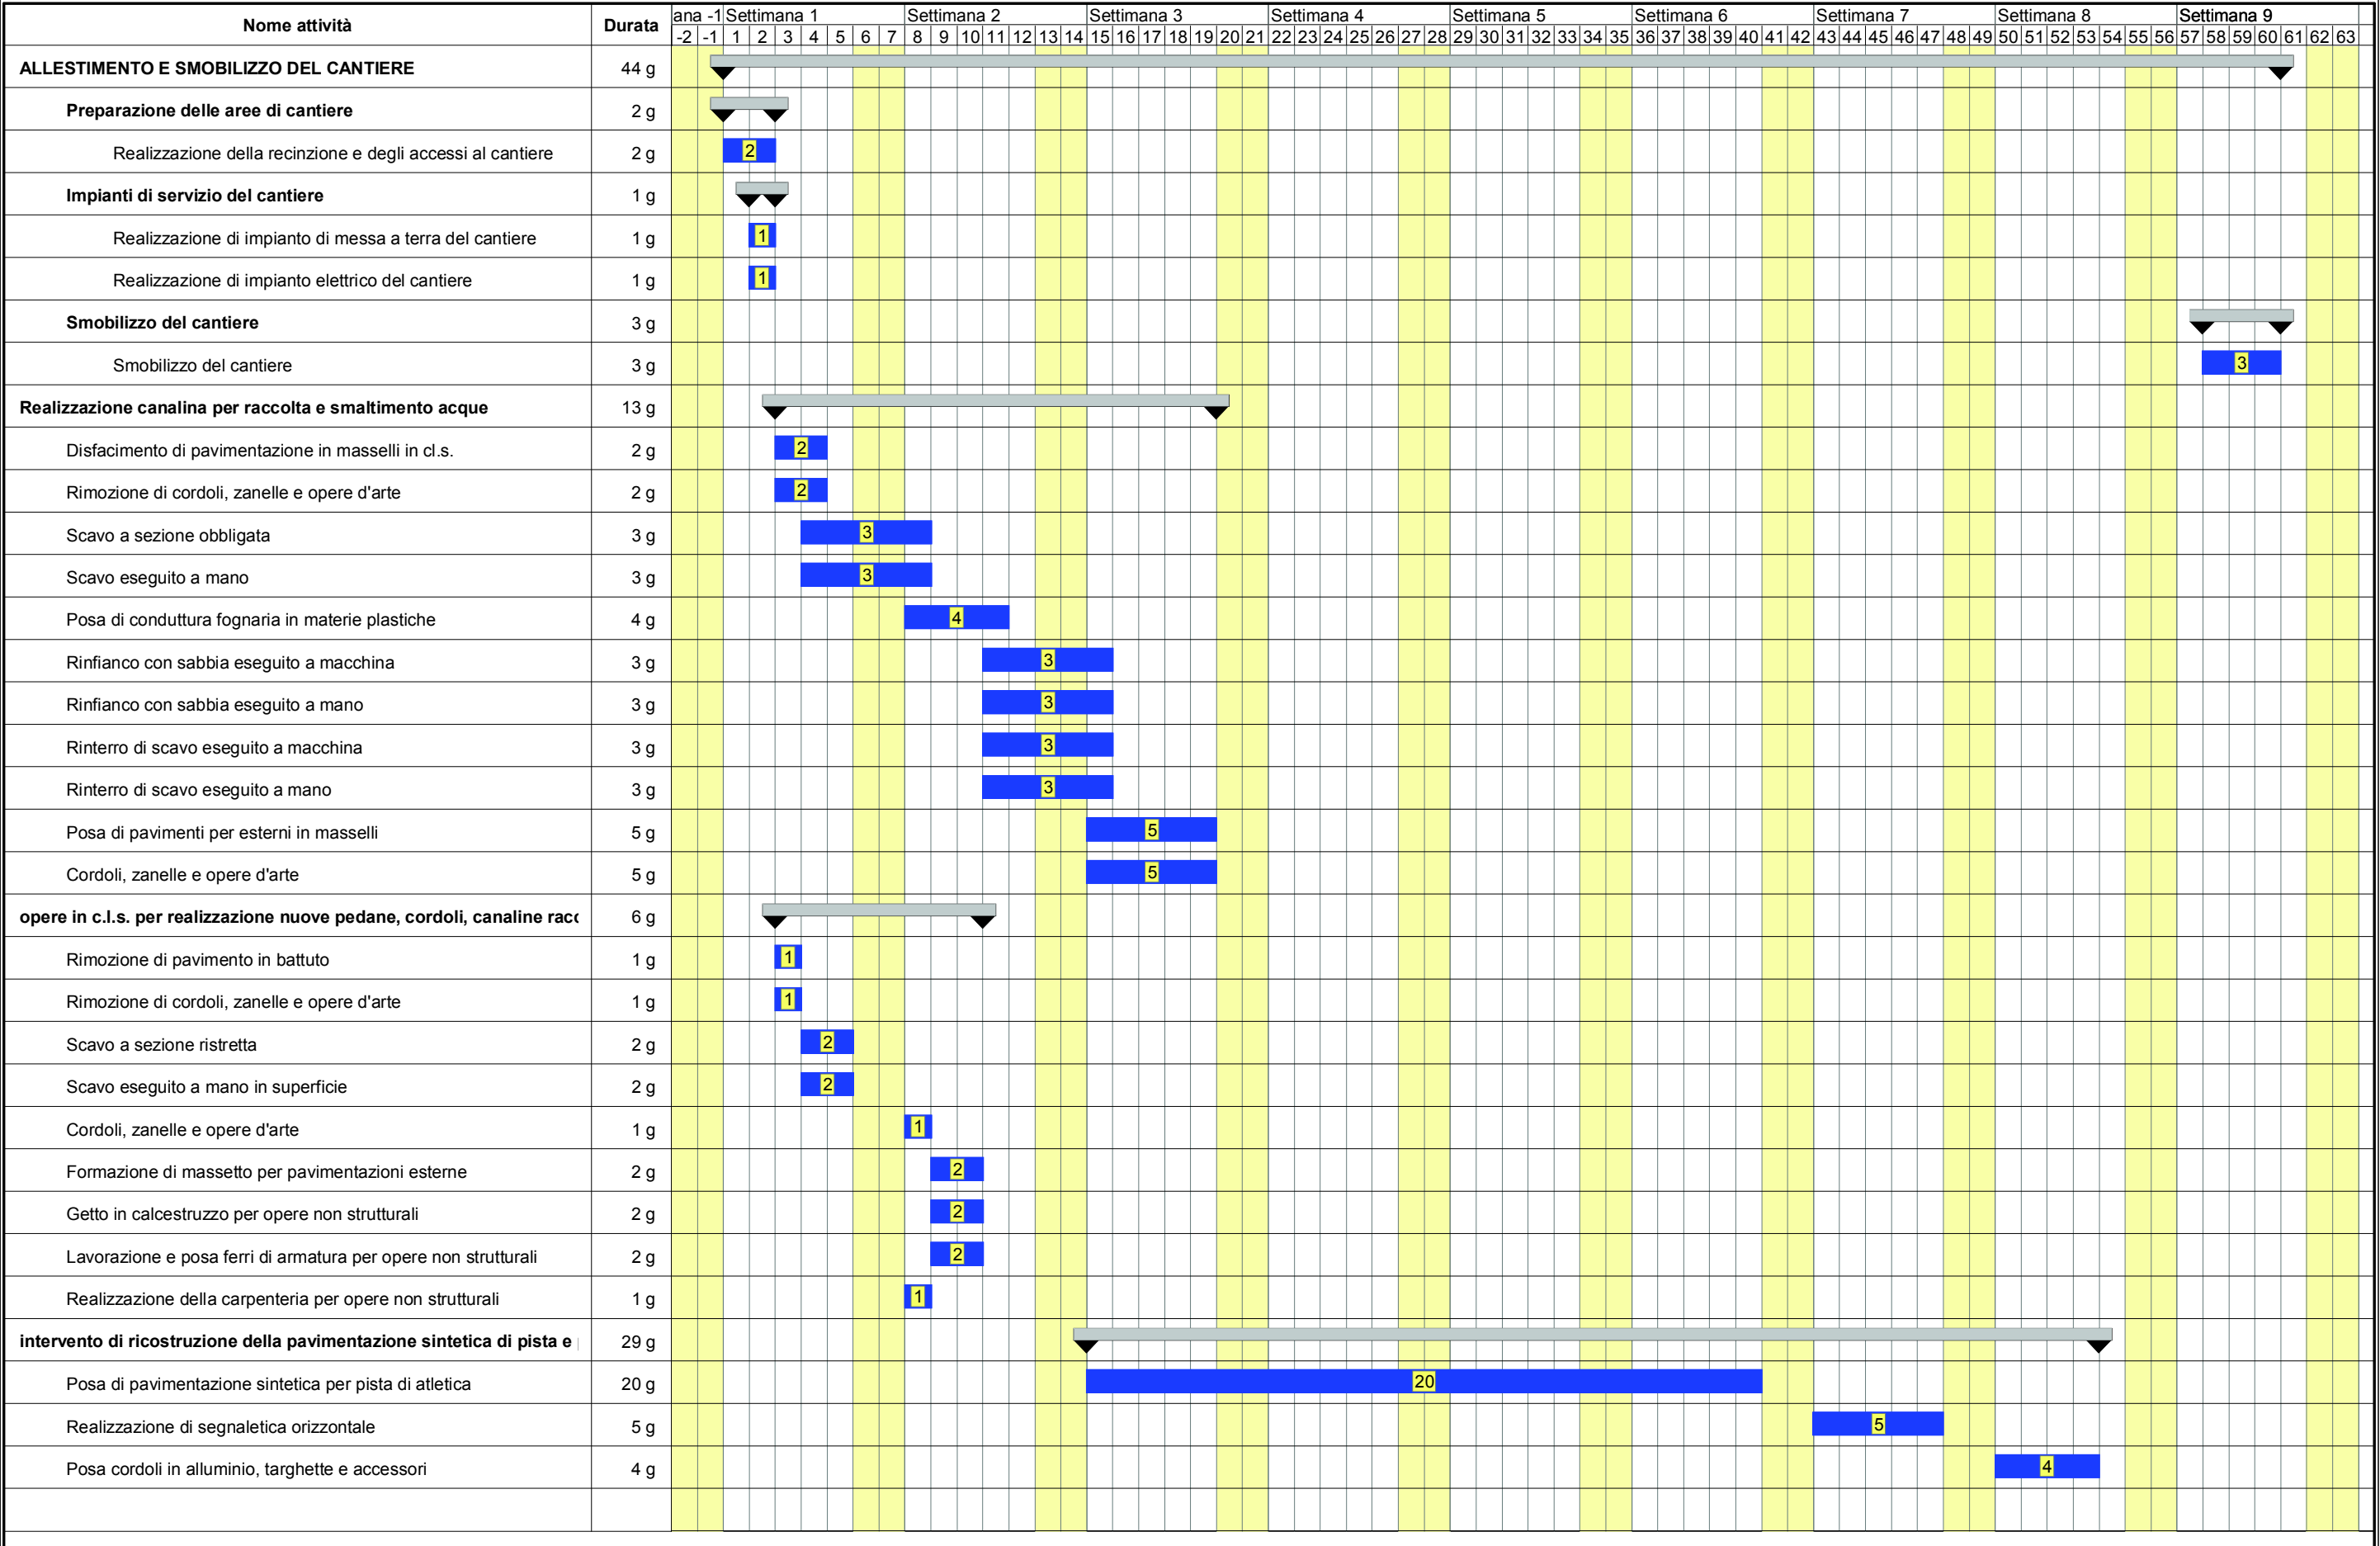 Nome attività Durata ana -1 Settimana 1 Settimana 2 Settimana 3 Settimana 4 Settimana 5 Settimana 6 Settimana 7 Settimana 8 Settimana 9
-2 -1 1 2 3 4 5 6 7 8 9 10 11 12 13 14 15 16 17 18 19 20 21 22 23 24 25 26 27 28 29 30 31 32 33 34 35 36 37 38 39 40 41 42 43 44 45 46 47 48 49 50 51 52 53 54 55 56 57 58 59 60 61 62 63
ALLESTIMENTO E SMOBILIZZO DEL CANTIERE 44 g
Preparazione delle aree di cantiere 2 g
Realizzazione della recinzione e degli accessi al cantiere 2 g 2
Impianti di servizio del cantiere 1 g
Realizzazione di impianto di messa a terra del cantiere 1 g 1
Realizzazione di impianto elettrico del cantiere 1 g 1
Smobilizzo del cantiere 3 g
Smobilizzo del cantiere 3 g 3
Realizzazione canalina per raccolta e smaltimento acque 13 g
Disfacimento di pavimentazione in masselli in cl.s. 2 g 2
Rimozione di cordoli, zanelle e opere d'arte 2 g 2
Scavo a sezione obbligata 3 g 3
Scavo eseguito a mano 3 g 3
Posa di conduttura fognaria in materie plastiche 4 g 4
Rinfianco con sabbia eseguito a macchina 3 g 3
Rinfianco con sabbia eseguito a mano 3 g 3
Rinterro di scavo eseguito a macchina 3 g 3
Rinterro di scavo eseguito a mano 3 g 3
Posa di pavimenti per esterni in masselli 5 g 5
Cordoli, zanelle e opere d'arte 5 g 5
opere in c.l.s. per realizzazione nuove pedane, cordoli, canaline racc 6 g
Rimozione di pavimento in battuto 1 g 1
Rimozione di cordoli, zanelle e opere d'arte 1 g 1
Scavo a sezione ristretta 2 g 2
Scavo eseguito a mano in superficie 2 g 2
Cordoli, zanelle e opere d'arte 1 g 1
Formazione di massetto per pavimentazioni esterne 2 g 2
Getto in calcestruzzo per opere non strutturali 2 g 2
Lavorazione e posa ferri di armatura per opere non strutturali 2 g 2
Realizzazione della carpenteria per opere non strutturali 1 g 1
intervento di ricostruzione della pavimentazione sintetica di pista e 29 g
Posa di pavimentazione sintetica per pista di atletica 20 g 20
Realizzazione di segnaletica orizzontale 5 g 5
Posa cordoli in alluminio, targhette e accessori 4 g 4